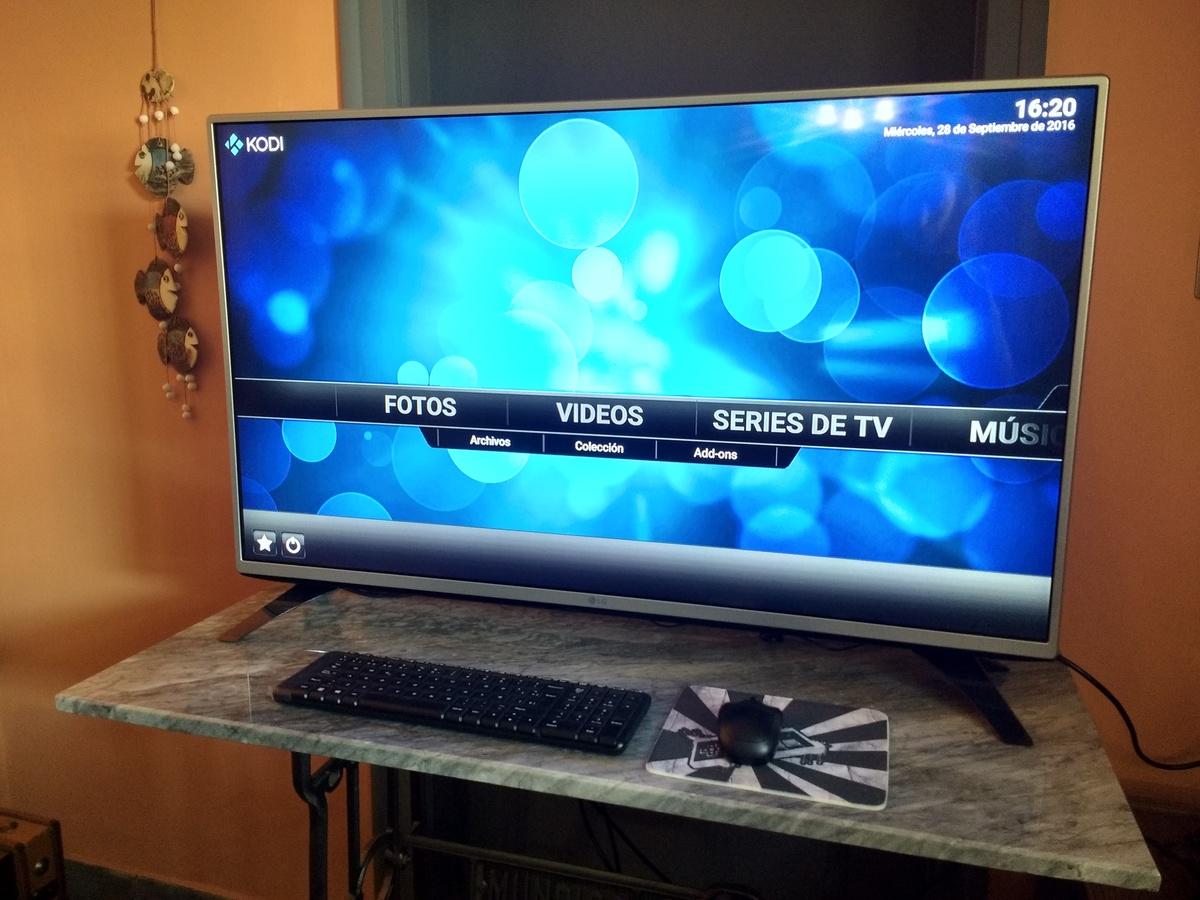 KODI
16:20
Miércoles, 28 de Septiembre de 2016
FOTOS VIDEOS SERIES DE TV MÚSIC
Archivos Colección Add-ons
LG